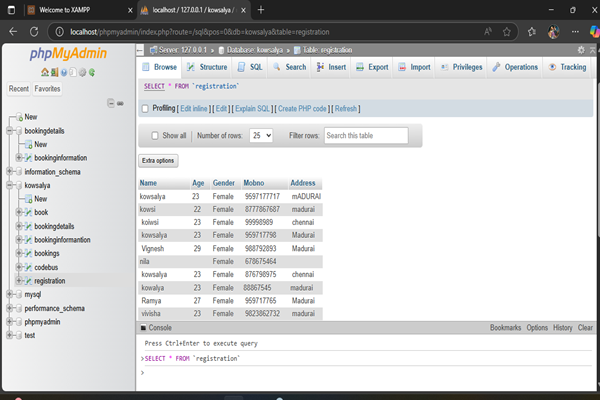 Welcome to XAMPP
localhost / 127.0.0.1 / kowsalya /
localhost/phpmyadmin/index.php?route=/sql&pos=0&db=kowsalya&table=registration
phpMyAdmin
Recent Favorites
New
bookingdetails
New
bookinginformation
information_schema
kowsalya
New
book
bookingdetails
bookinginformantion
bookings
codebus
registration
mysql
performance_schema
phpmyadmin
test
Server: 127.0.0.1 » Database: kowsalya » Table: registration
Browse Structure SQL Search Insert Export Import Privileges Operations Tracking
SELECT * FROM `registration`
Profiling [ Edit inline ] [ Edit ] [ Explain SQL ] [ Create PHP code ] [ Refresh ]
Show all Number of rows: 25 Filter rows: Search this table
Extra options
Name Age Gender Mobno Address
kowsalya 23 Female 9597177717 mADURAI
kowsi 22 Female 8777867687 madurai
koiwsi 23 Female 99998989 chennai
kowsalya 23 Female 959717798 Madurai
Vignesh 29 Female 988792893 Madurai
nila Female 678675464
kowsalya 23 Female 876798975 chennai
kowalya 23 Female 88867545 madurai
Ramya 27 Female 959717765 Madurai
vivisha 23 Female 9823862732 madurai
Console Bookmarks Options History Clear
Press Ctrl+Enter to execute query
>SELECT * FROM `registration`
>